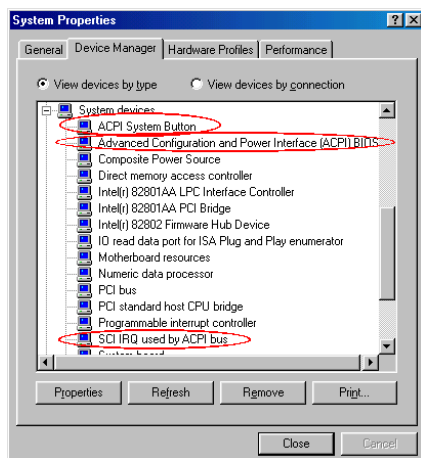 System Properties
General Device Manager Hardware Profiles Performance
View devices by type View devices by connection
System devices
ACPI System Button
Advanced Configuration and Power Interface (ACPI) BIOS
Composite Power Source
Direct memory access controller
Intel(r) 82801AA LPC Interface Controller
Intel(r) 82801AA PCI Bridge
Intel(r) 82802 Firmware Hub Device
IO read data port for ISA Plug and Play enumerator
Motherboard resources
Numeric data processor
PCI bus
PCI standard host CPU bridge
Programmable interrupt controller
SCI IRQ used by ACPI bus
System board
Properties Refresh Remove Print...
Close Cancel